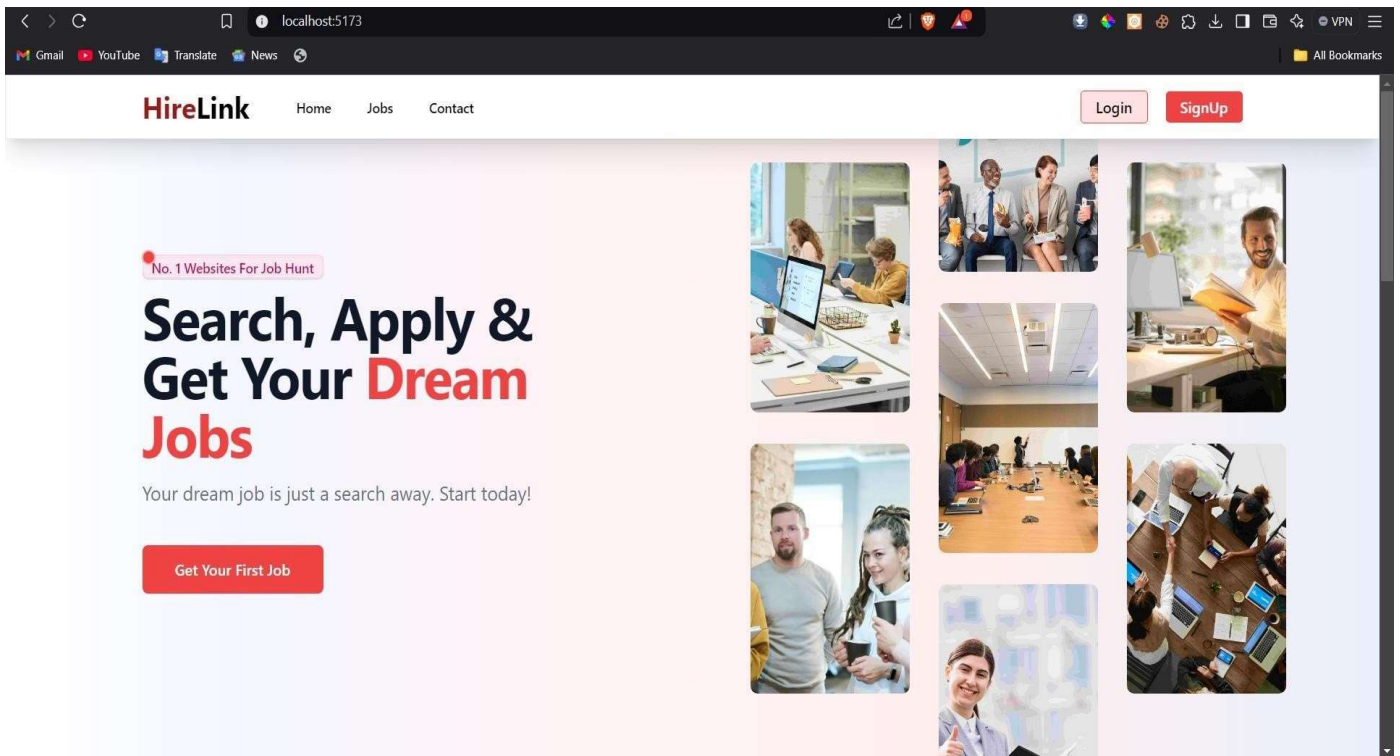 localhost:5173
VPN
Gmail YouTube Translate News All Bookmarks
HireLink Home Jobs Contact Login SignUp
No. 1 Websites For Job Hunt
Search, Apply &
Get Your Dream
Jobs
Your dream job is just a search away. Start today!
Get Your First Job